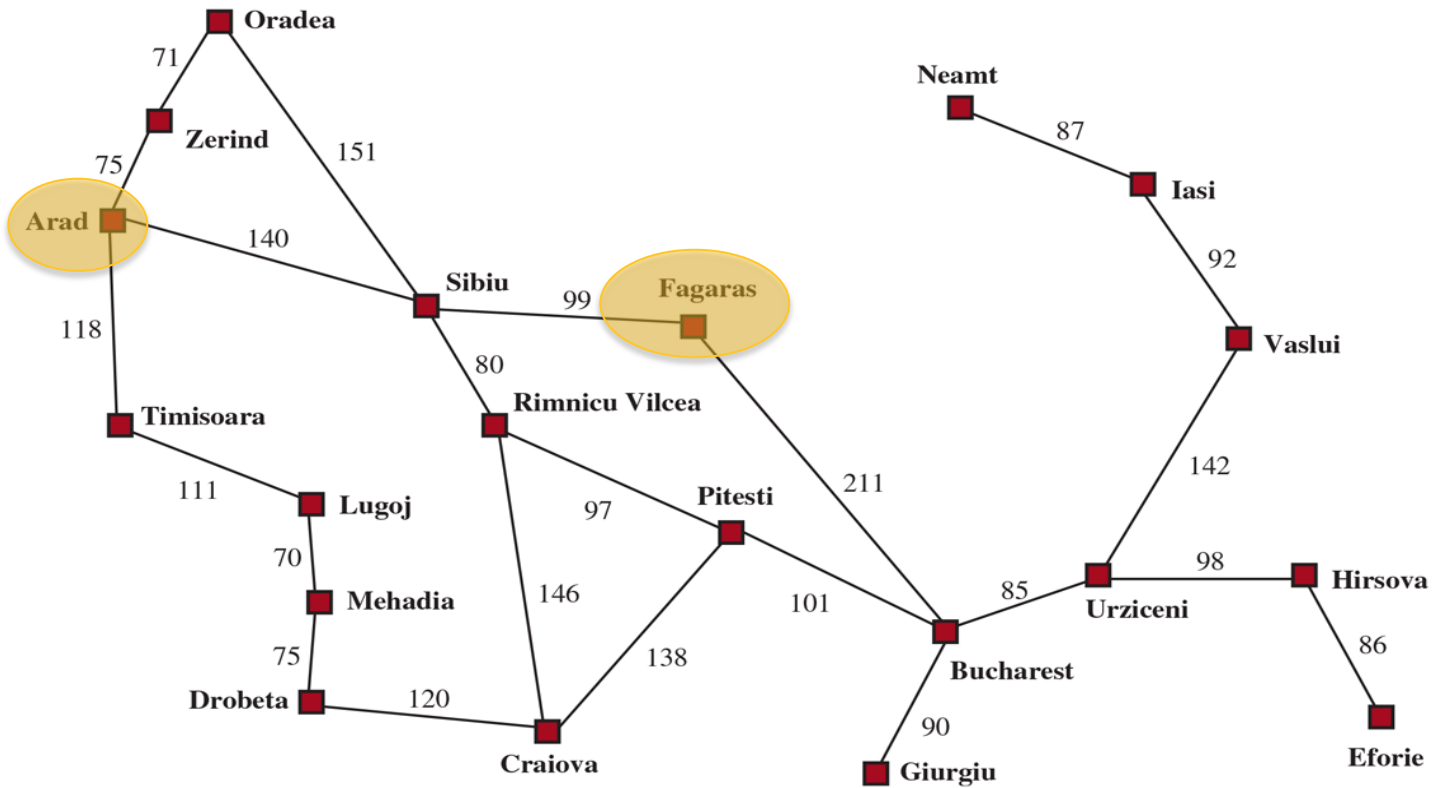 Oradea
71
Neamt
87
Zerind
151
75
Iasi
Arad
140
92
Sibiu
Fagaras
99
118
Vaslui
80
Timisoara
Rimnicu Vilcea
142
111
211
Pitesti
Lugoj
97
70
98
Hirsova
146
101
85
Mehadia
Urziceni
138
86
75
Bucharest
Drobeta
120
90
Craiova
Giurgiu
Eforie